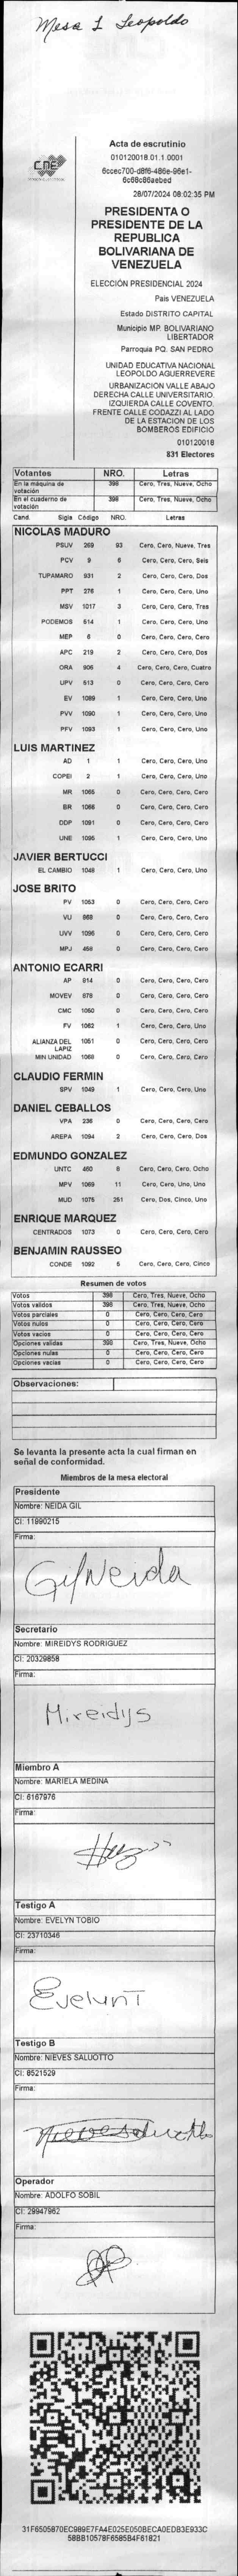 Mesa 1 Leopoldo
CNE
Acta de escrutinio
010120018.01.1.0001
6ccec700-d8f6-486e-96e1-
6c68c86aebed
28/07/2024 08:02:35 PM
PRESIDENTA O
PRESIDENTE DE LA
REPUBLICA
BOLIVARIANA DE
VENEZUELA
ELECCIÓN PRESIDENCIAL 2024
Pais VENEZUELA
Estado DISTRITO CAPITAL
Municipio MP. BOLIVARIANO
LIBERTADOR
Parroquia PQ. SAN PEDRO
UNIDAD EDUCATIVA NACIONAL
LEOPOLDO AGUERREVERE
URBANIZACION VALLE ABAJO
DERECHA CALLE UNIVERSITARIO.
IZQUIERDA CALLE COVENTO.
FRENTE CALLE CODAZZI AL LADO
DE LA ESTACION DE LOS
BOMBEROS EDIFICIO
010120018
831 Electores
Votantes NRO. Letras
En la máquina de votación 398 Cero, Tres, Nueve, Ocho
En el cuaderno de votación 398 Cero, Tres, Nueve, Ocho
Cand. Sigla Código NRO. Letras
NICOLAS MADURO
PSUV 269 93 Cero, Cero, Nueve, Tres
PCV 9 6 Cero, Cero, Cero, Seis
TUPAMARO 931 2 Cero, Cero, Cero, Dos
PPT 276 1 Cero, Cero, Cero, Uno
MSV 1017 3 Cero, Cero, Cero, Tres
PODEMOS 514 1 Cero, Cero, Cero, Uno
MEP 6 0 Cero, Cero, Cero, Cero
APC 219 2 Cero, Cero, Cero, Dos
ORA 906 4 Cero, Cero, Cero, Cuatro
UPV 513 0 Cero, Cero, Cero, Cero
EV 1089 1 Cero, Cero, Cero, Uno
PVV 1090 1 Cero, Cero, Cero, Uno
PFV 1093 1 Cero, Cero, Cero, Uno
LUIS MARTINEZ
AD 1 1 Cero, Cero, Cero, Uno
COPEI 2 1 Cero, Cero, Cero, Uno
MR 1065 0 Cero, Cero, Cero, Cero
BR 1066 0 Cero, Cero, Cero, Cero
DDP 1091 0 Cero, Cero, Cero, Cero
UNE 1095 1 Cero, Cero, Cero, Uno
JAVIER BERTUCCI
EL CAMBIO 1048 1 Cero, Cero, Cero, Uno
JOSE BRITO
PV 1053 0 Cero, Cero, Cero, Cero
VU 869 0 Cero, Cero, Cero, Cero
UVV 1096 0 Cero, Cero, Cero, Cero
MPJ 458 0 Cero, Cero, Cero, Cero
ANTONIO ECARRI
AP 914 0 Cero, Cero, Cero, Cero
MOVEV 978 0 Cero, Cero, Cero, Cero
CMC 1050 0 Cero, Cero, Cero, Cero
FV 1062 1 Cero, Cero, Cero, Uno
ALIANZA DEL LAPIZ 1051 0 Cero, Cero, Cero, Cero
MIN UNIDAD 1068 0 Cero, Cero, Cero, Cero
CLAUDIO FERMIN
SPV 1049 1 Cero, Cero, Cero, Uno
DANIEL CEBALLOS
VPA 236 0 Cero, Cero, Cero, Cero
AREPA 1094 2 Cero, Cero, Cero, Dos
EDMUNDO GONZALEZ
UNTC 460 8 Cero, Cero, Cero, Ocho
MPV 1069 11 Cero, Cero, Uno, Uno
MUD 1075 251 Cero, Dos, Cinco, Uno
ENRIQUE MARQUEZ
CENTRADOS 1073 0 Cero, Cero, Cero, Cero
BENJAMIN RAUSSEO
CONDE 1092 5 Cero, Cero, Cero, Cinco
Resumen de votos
Votos 398 Cero, Tres, Nueve, Ocho
Votos validos 398 Cero, Tres, Nueve, Ocho
Votos parciales 0 Cero, Cero, Cero, Cero
Votos nulos 0 Cero, Cero, Cero, Cero
Votos vacios 0 Cero, Cero, Cero, Cero
Opciones validas 398 Cero, Tres, Nueve, Ocho
Opciones nulas 0 Cero, Cero, Cero, Cero
Opciones vacias 0 Cero, Cero, Cero, Cero
Observaciones:
Se levanta la presente acta la cual firman en
señal de conformidad.
Miembros de la mesa electoral
Presidente
Nombre: NEIDA GIL
CI: 11990215
Firma:
Gil Neida
Secretario
Nombre: MIREIDYS RODRIGUEZ
CI: 20329858
Firma:
Mireidys
Miembro A
Nombre: MARIELA MEDINA
CI: 6167976
Firma:
Testigo A
Nombre: EVELYN TOBIO
CI: 23710346
Firma:
EvelynT
Testigo B
Nombre: NIEVES SALUOTTO
CI: 6521529
Firma:
Operador
Nombre: ADOLFO SOBIL
CI: 29947962
Firma:
31F6505870EC989E7FA4E025E050BECA0EDB3E933C
58BB10578F6585B4F61821